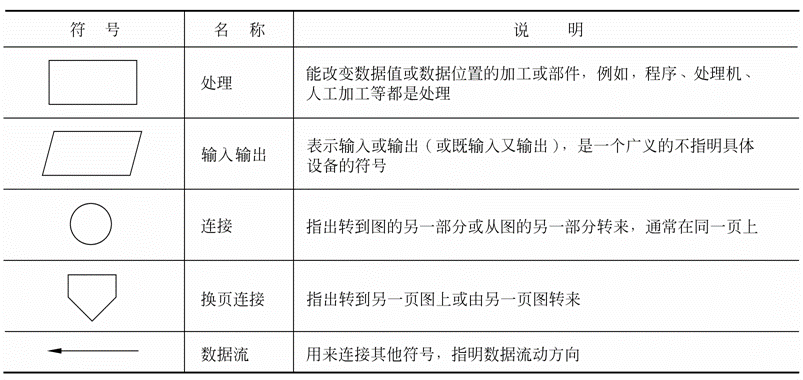 符 号 名 称 说 明
处理 能改变数据值或数据位置的加工或部件，例如，程序、处理机、
人工加工等都是处理
输入输出 表示输入或输出（或既输入又输出），是一个广义的不指明具体
设备的符号
连接 指出转到图的另一部分或从图的另一部分转来，通常在同一页上
换页连接 指出转到另一页图上或由另一页图转来
数据流 用来连接其他符号，指明数据流动方向